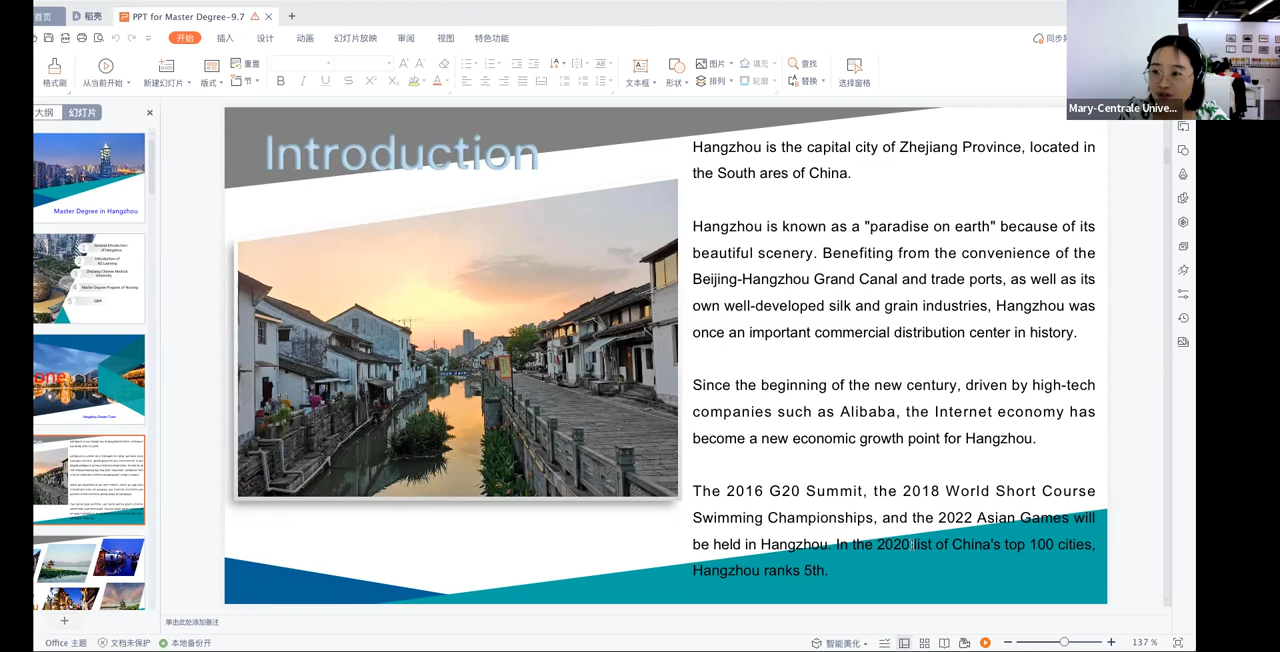 首页
稻壳
PPT for Master Degree-9.7
开始
插入
设计
动画
幻灯片放映
审阅
视图
特色功能
同步
格式刷
从当前开始
新建幻灯片
版式
重置
节
B I U S X² X₂
文本框
形状
图片
填充
排列
轮廓
查找
替换
选择窗格
Mary-Centrale Unive...
大纲
幻灯片
Master Degree in Hangzhou
Introduction
Hangzhou is the capital city of Zhejiang Province, located in
the South ares of China.
Hangzhou is known as a "paradise on earth" because of its
beautiful scenery. Benefiting from the convenience of the
Beijing-Hangzhou Grand Canal and trade ports, as well as its
own well-developed silk and grain industries, Hangzhou was
once an important commercial distribution center in history.
Since the beginning of the new century, driven by high-tech
companies such as Alibaba, the Internet economy has
become a new economic growth point for Hangzhou.
The 2016 the 2018 World Short Course
Swimming Championships, and the 2022 Asian Games will
be held in Hangzhou. In the 2020 list of China's top 100 cities,
Hangzhou ranks 5th.
单击此处添加备注
Office 主题
文档未保护
本地备份开
智能美化
137 %